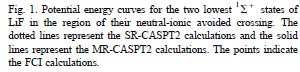 Fig. 1. Potential energy curves for the two lowest ¹Σ⁺ states of
LiF in the region of their neutral-ionic avoided crossing. The
dotted lines represent the SR-CASPT2 calculations and the solid
lines represent the MR-CASPT2 calculations. The points indicate
the FCI calculations.